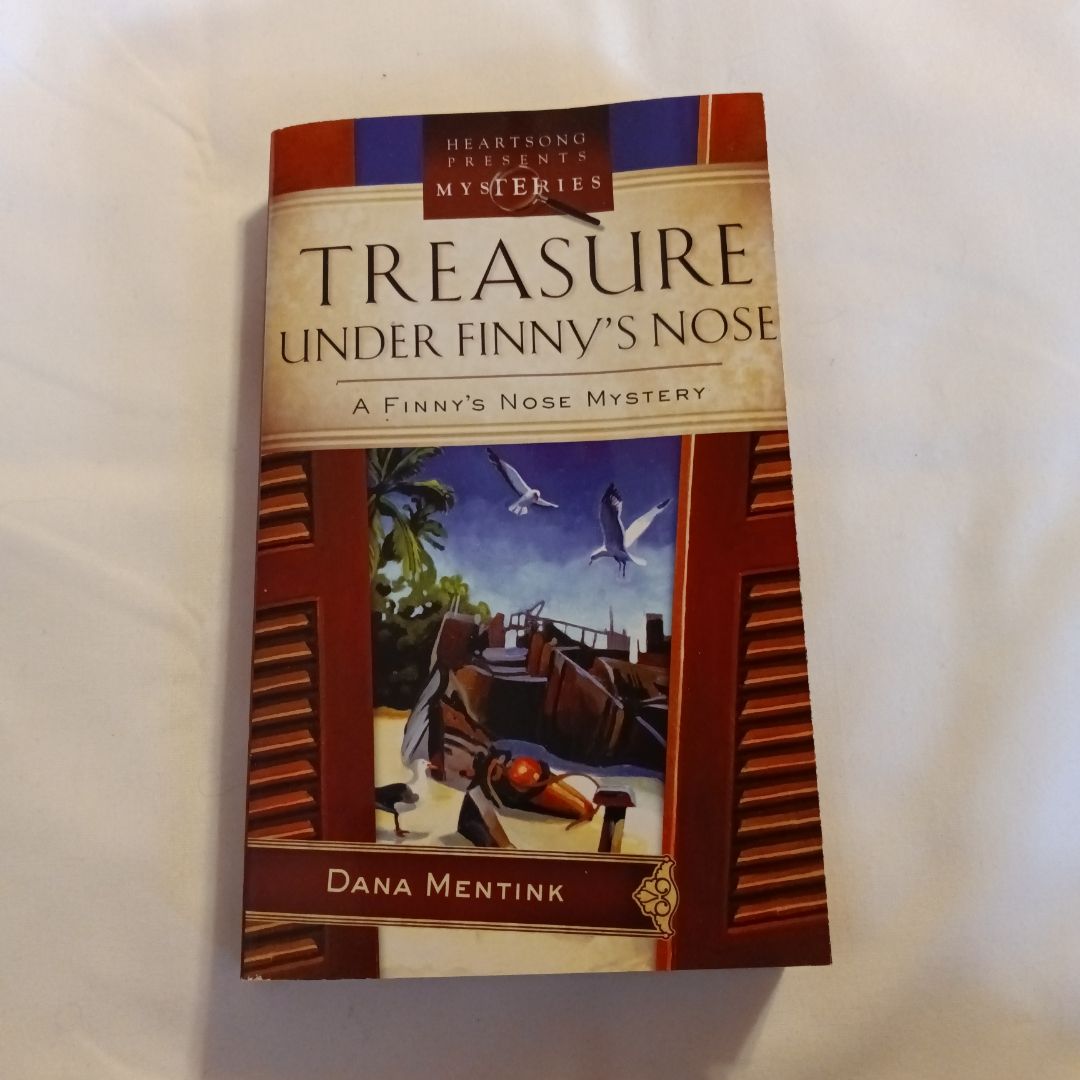 HEARTSONG
PRESENTS
MYSTERIES
TREASURE
UNDER FINNY'S NOSE
A FINNY'S NOSE MYSTERY
DANA MENTINK